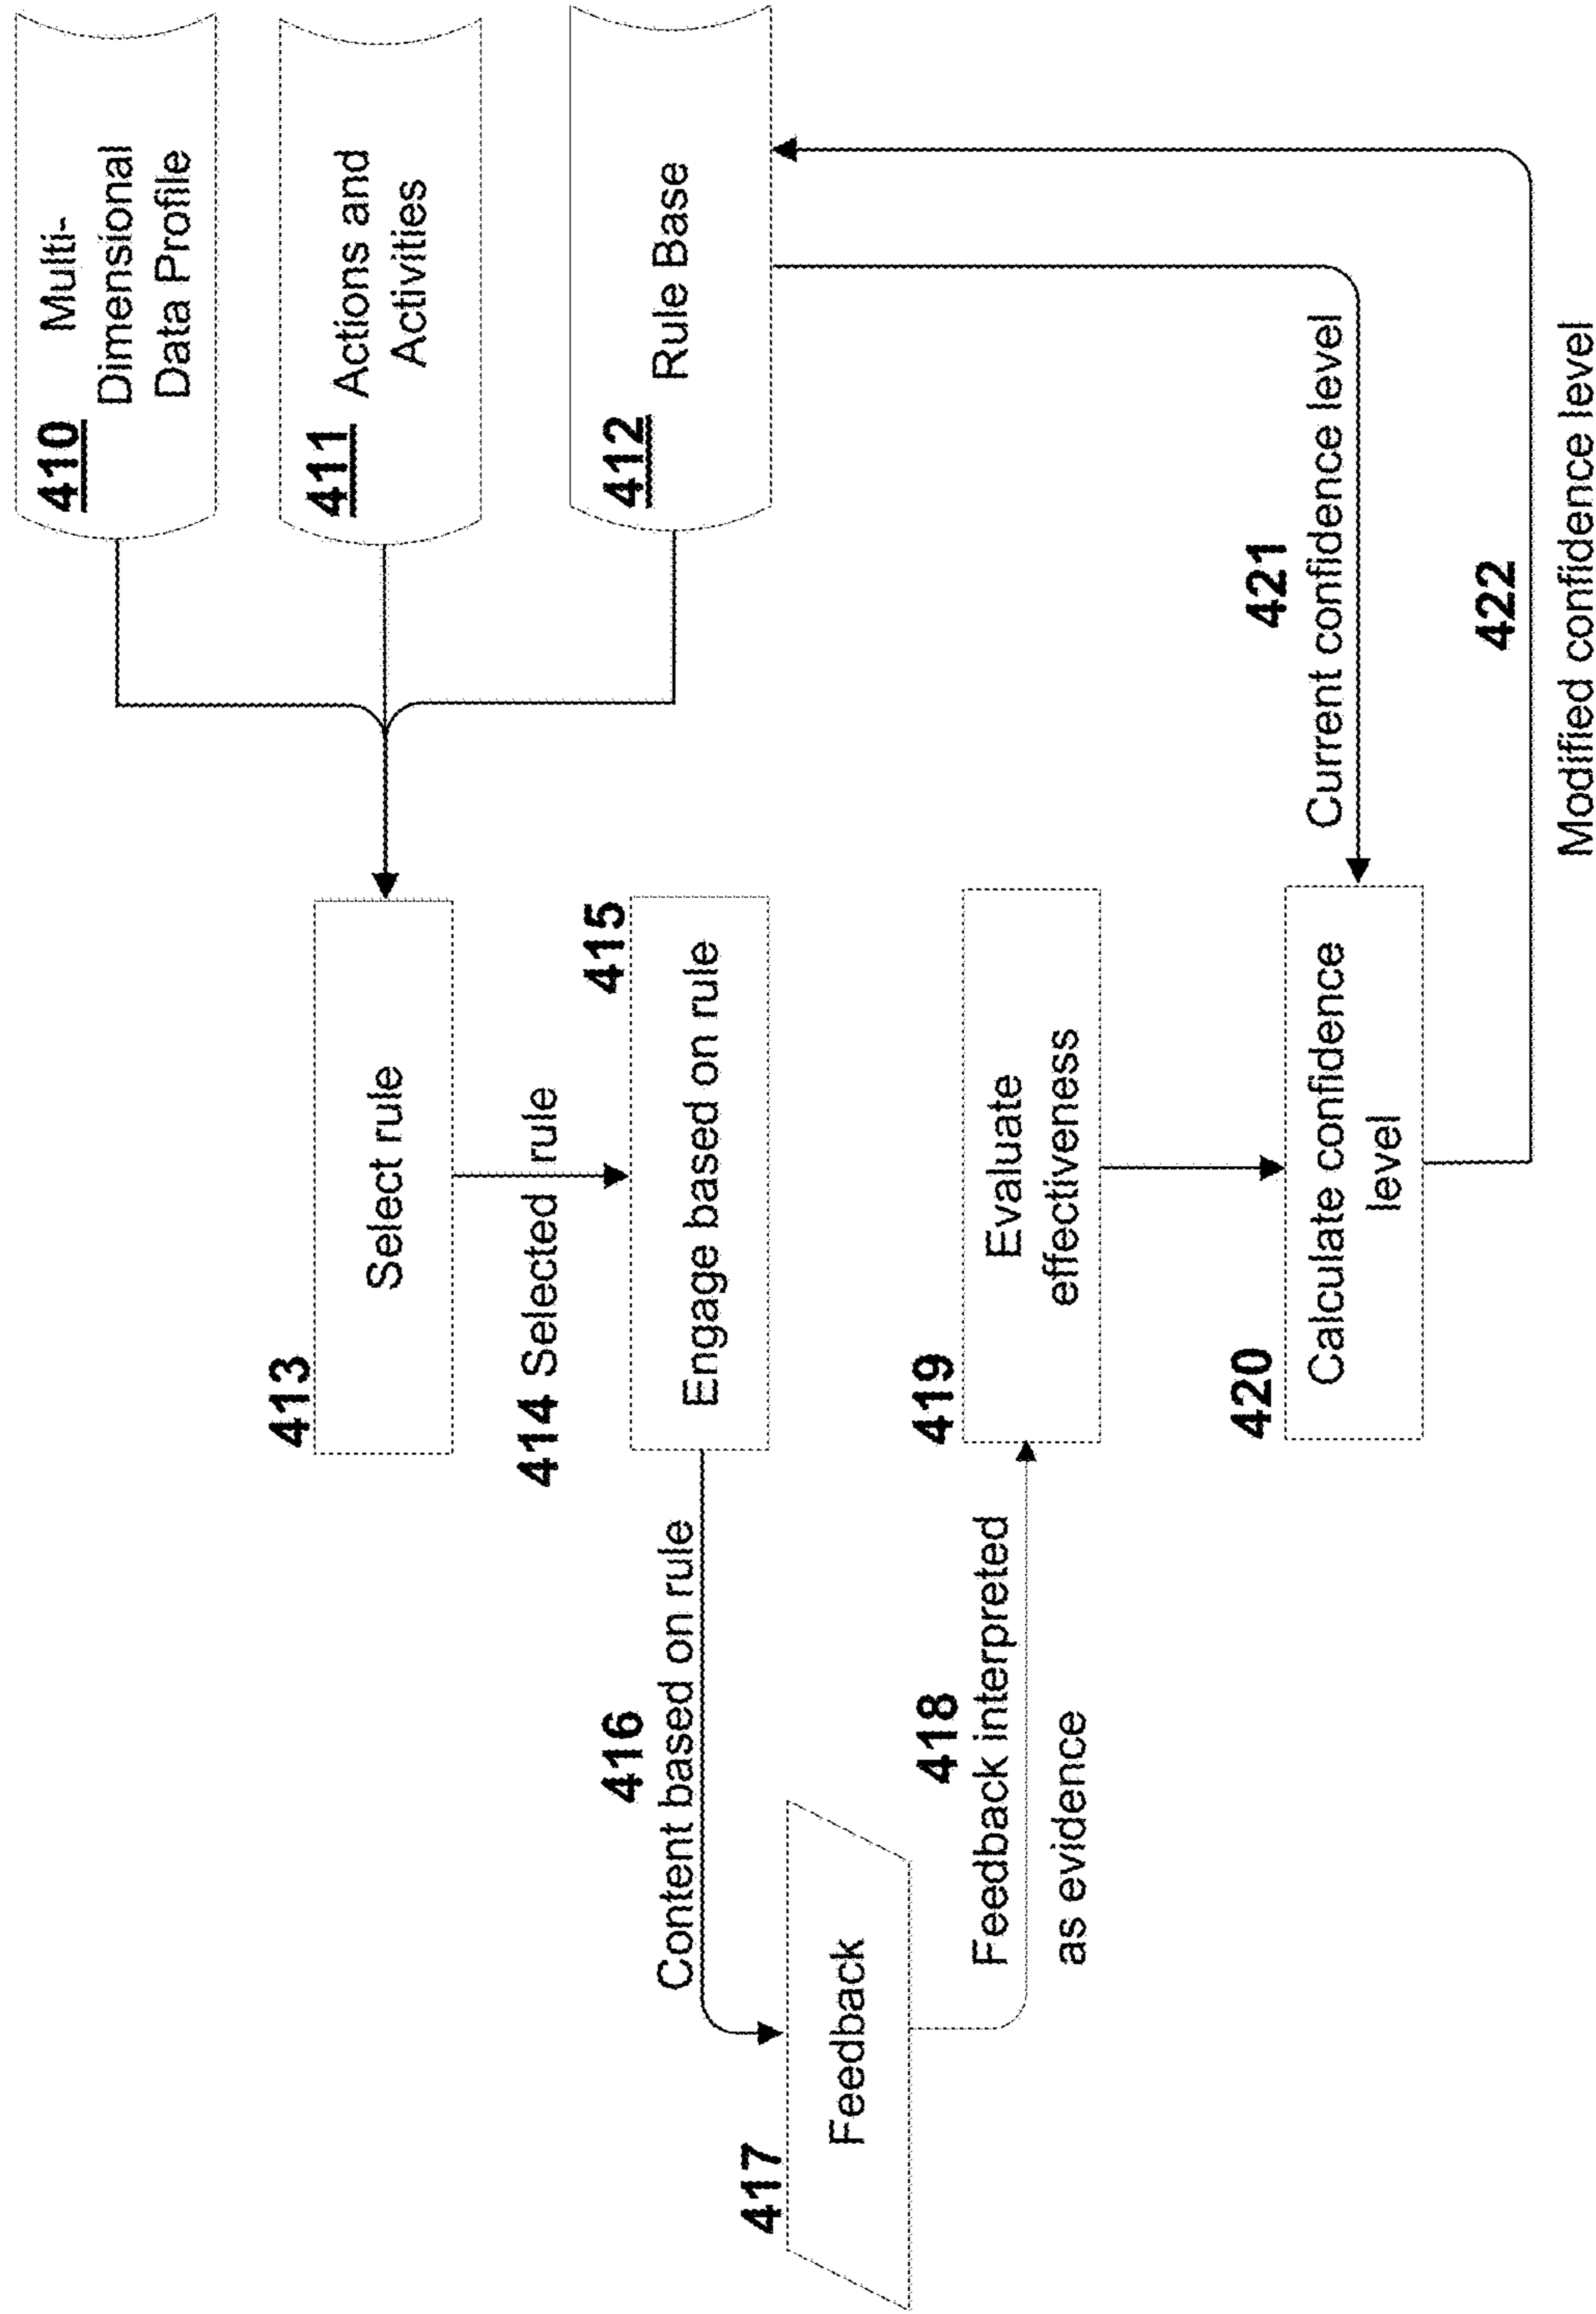 410
Multi-
Dimensional
Data Profile
411
Actions and
Activities
412
Rule Base
413
Select rule
414 Selected rule
415
Engage based on rule
416
Content based on rule
417
Feedback
418
Feedback interpreted
as evidence
419
Evaluate
effectiveness
420
Calculate confidence
level
421
Current confidence level
422
Modified confidence level